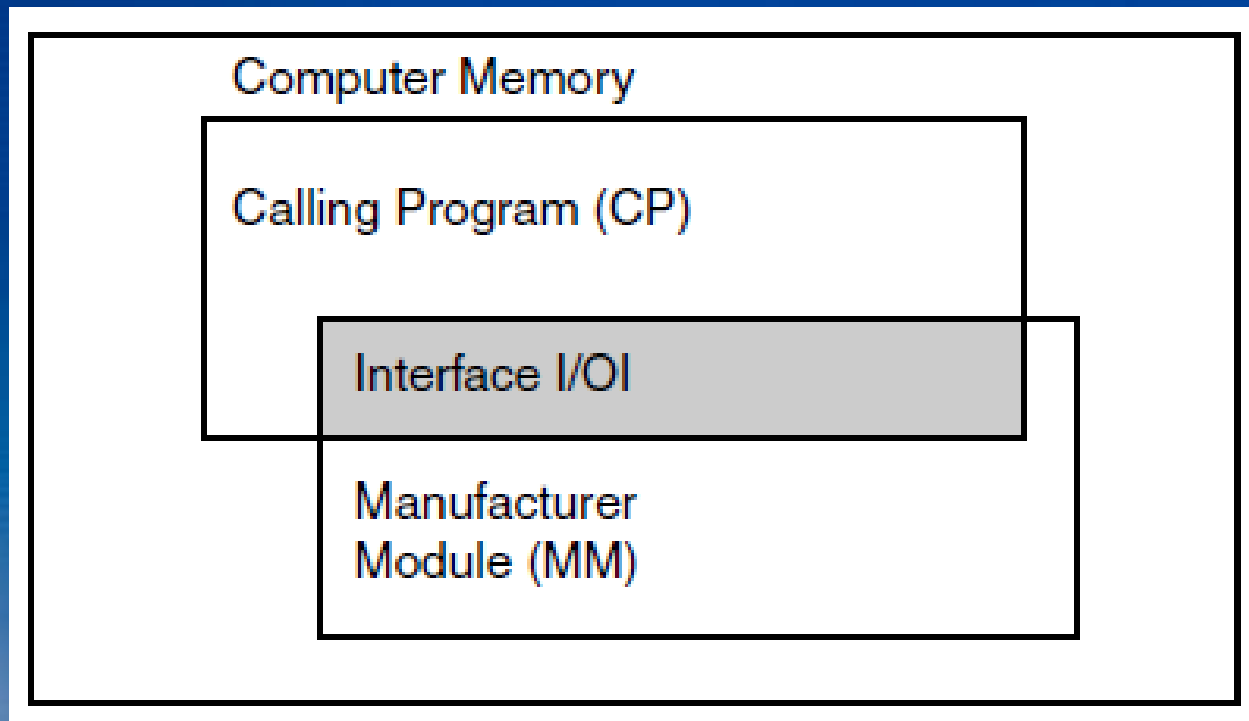 Computer Memory
Calling Program (CP)
Interface I/OI
Manufacturer
Module (MM)